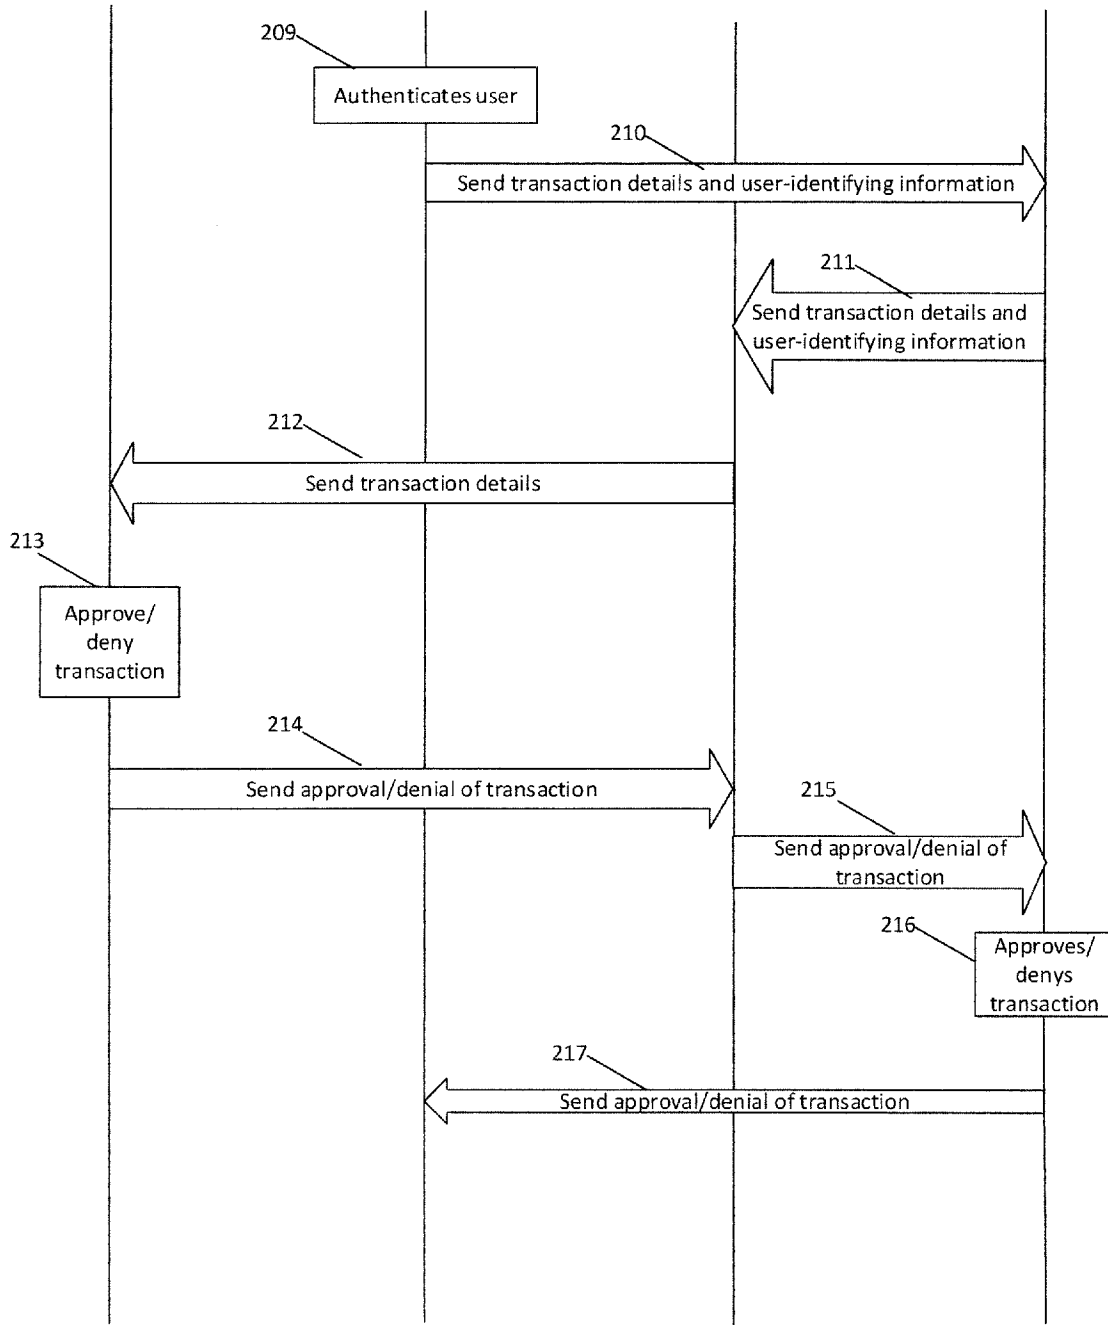 209
Authenticates user
210
Send transaction details and user-identifying information
211
Send transaction details and
user-identifying information
212
Send transaction details
213
Approve/
deny
transaction
214
Send approval/denial of transaction
215
Send approval/denial of
transaction
216
Approves/
denys
transaction
217
Send approval/denial of transaction